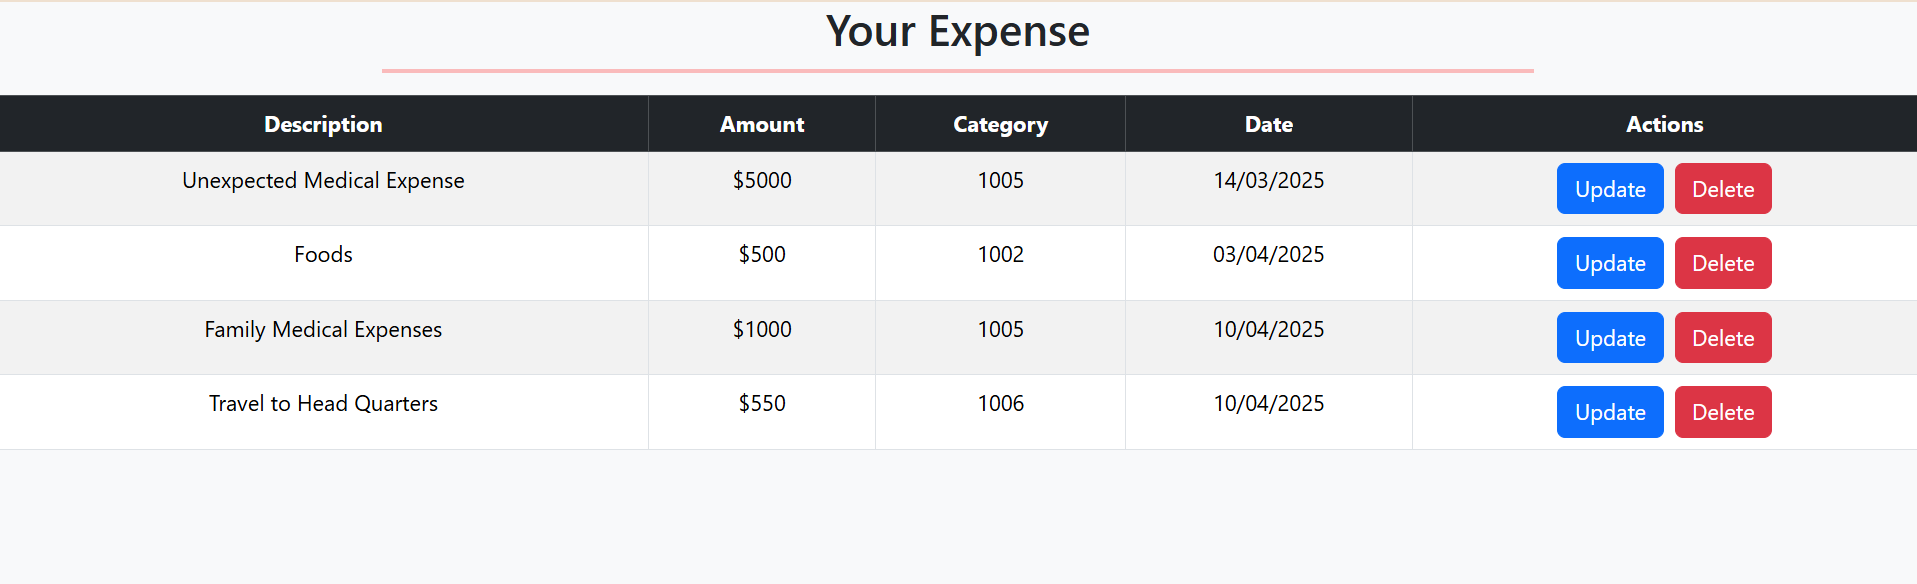 Your Expense
Description Amount Category Date Actions
Unexpected Medical Expense $5000 1005 14/03/2025 Update Delete
Foods $500 1002 03/04/2025 Update Delete
Family Medical Expenses $1000 1005 10/04/2025 Update Delete
Travel to Head Quarters $550 1006 10/04/2025 Update Delete